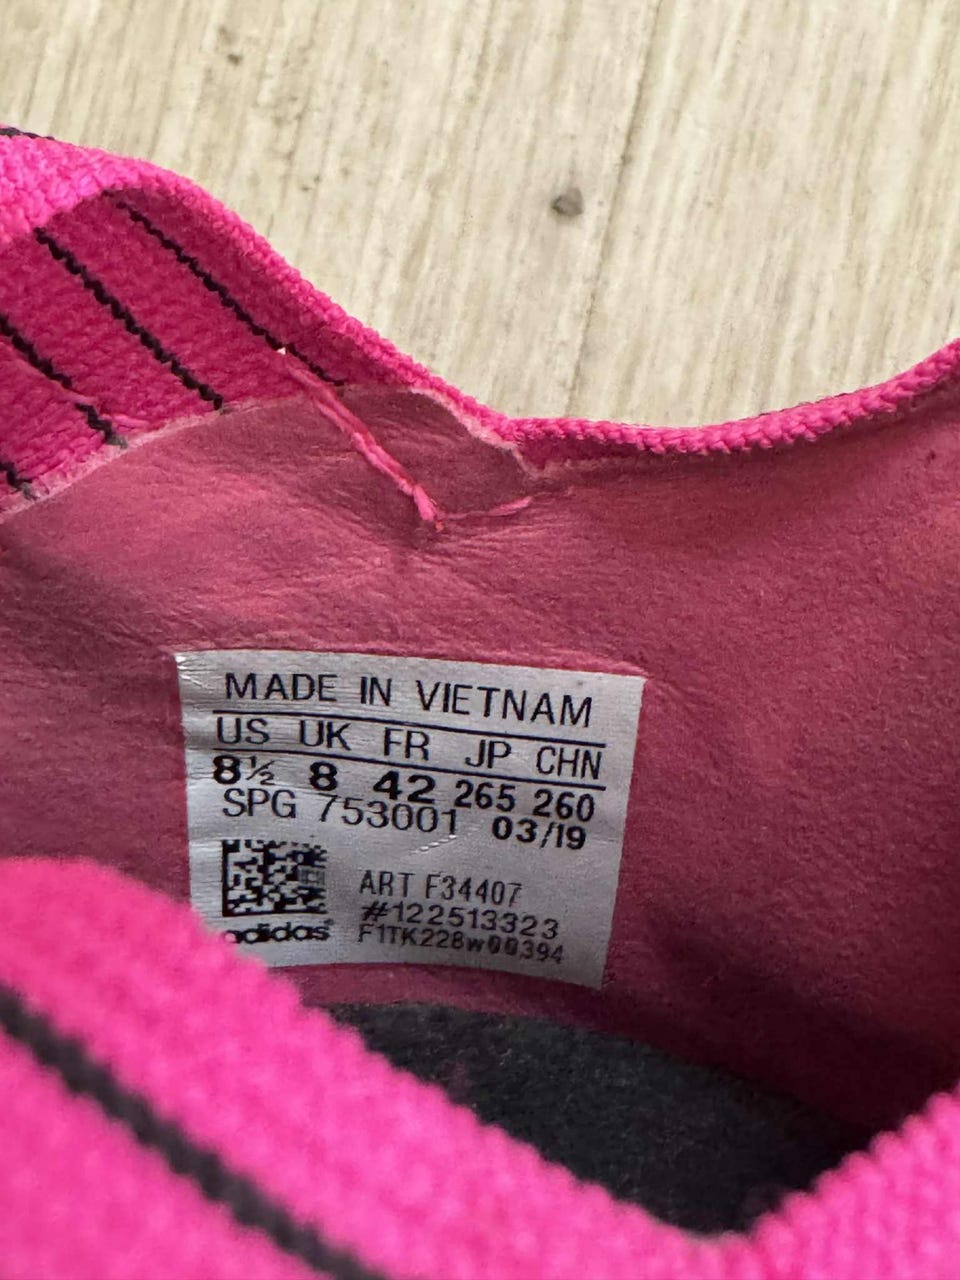 MADE IN VIETNAM
US UK FR JP CHN
8½ 8 42 265 260
SPG 753001 03/19
ART F34407
#122513323
F1TK228W00394
adidas